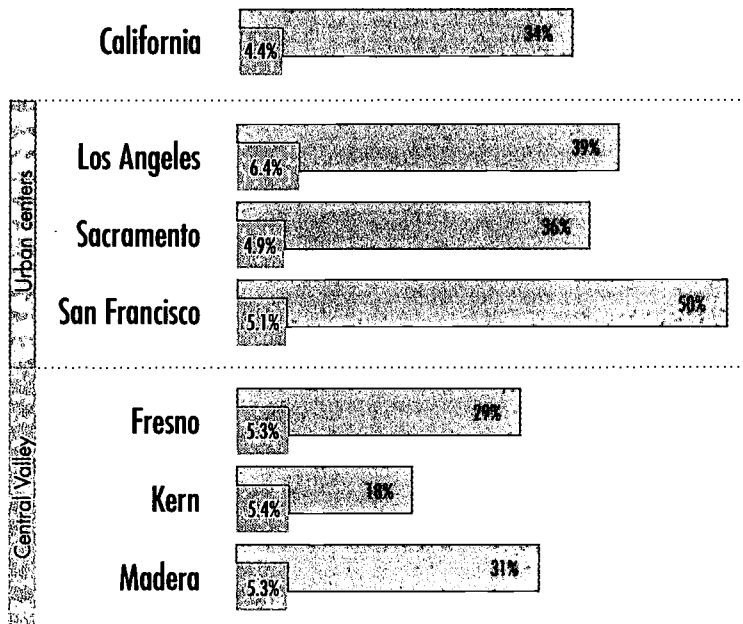 California
34%
4.4%
Urban centers
Los Angeles
39%
6.4%
Sacramento
36%
4.9%
San Francisco
50%
5.1%
Central Valley
Fresno
29%
5.3%
Kern
18%
5.4%
Madera
31%
5.3%